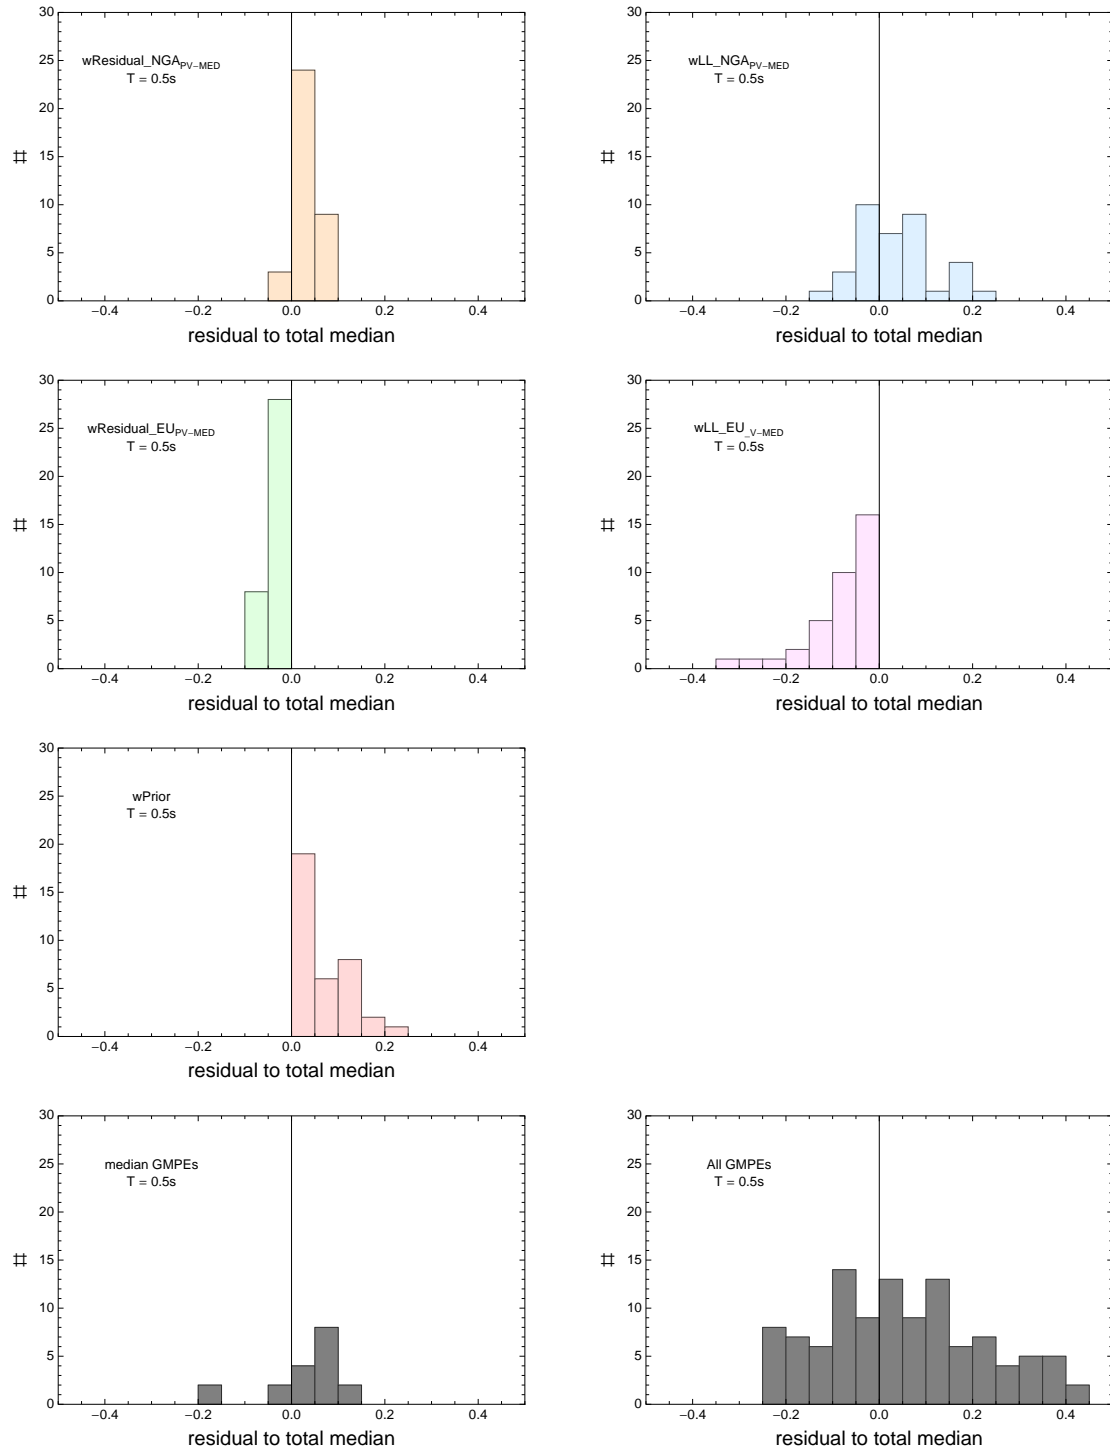 30
25
20
15
10
5
0
#
wResidual_NGA_PV−MED
T = 0.5s
−0.4 −0.2 0.0 0.2 0.4
residual to total median
30
25
20
15
10
5
0
#
wLL_NGA_PV−MED
T = 0.5s
−0.4 −0.2 0.0 0.2 0.4
residual to total median
30
25
20
15
10
5
0
#
wResidual_EU_PV−MED
T = 0.5s
−0.4 −0.2 0.0 0.2 0.4
residual to total median
30
25
20
15
10
5
0
#
wLL_EU_V−MED
T = 0.5s
−0.4 −0.2 0.0 0.2 0.4
residual to total median
30
25
20
15
10
5
0
#
wPrior
T = 0.5s
−0.4 −0.2 0.0 0.2 0.4
residual to total median
30
25
20
15
10
5
0
#
median GMPEs
T = 0.5s
−0.4 −0.2 0.0 0.2 0.4
residual to total median
30
25
20
15
10
5
0
#
All GMPEs
T = 0.5s
−0.4 −0.2 0.0 0.2 0.4
residual to total median